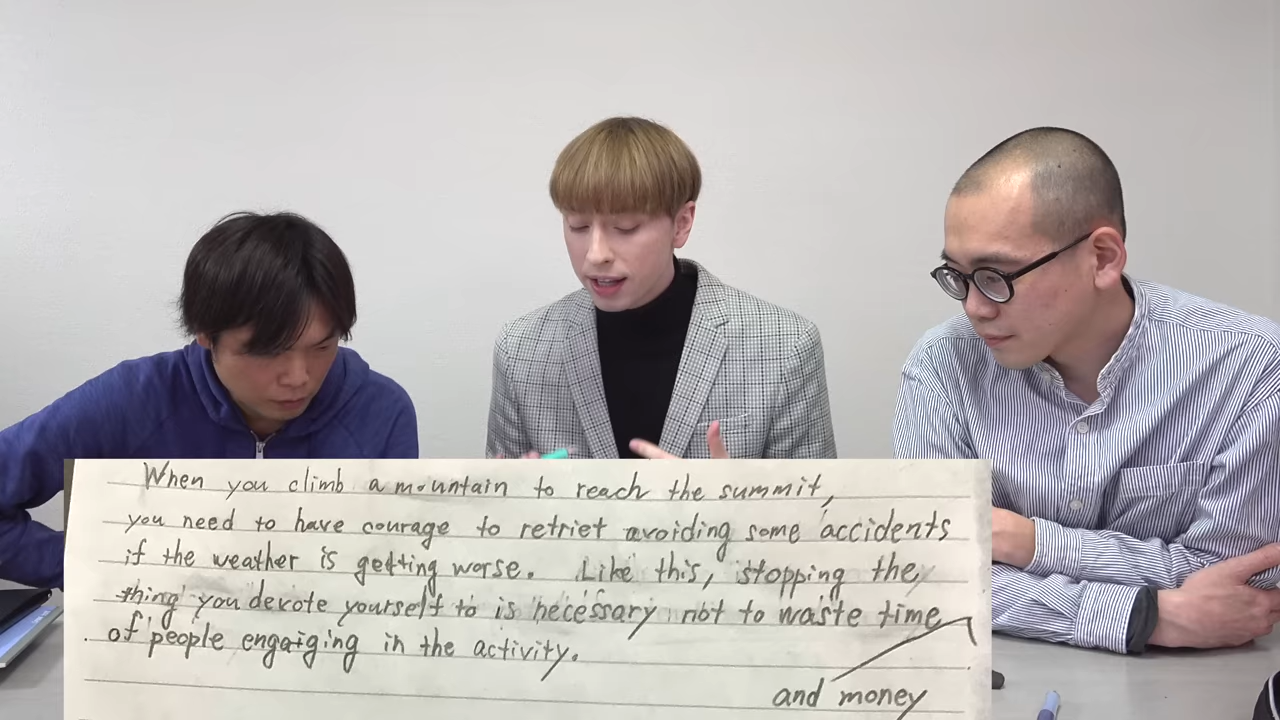 When you climb a mountain to reach the summit,
you need to have courage to retriet avoiding some accidents
if the weather is getting worse. Like this, stopping the
thing you devote yourself to is necessary not to waste time
of people engaiging in the activity.
and money